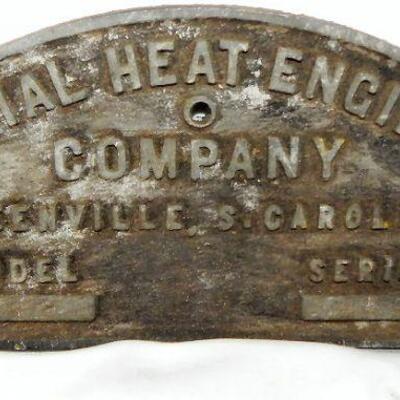 IAL HEAT ENGI
COMPANY
ENVILLE, S. CAROL
DEL SERI